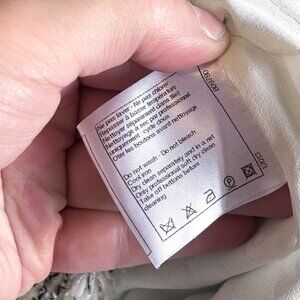 Ne pas laver - Ne pas chlorer
Repasser à basse température
Nettoyer séparément dans filet
Nettoyage à sec par professionnel
uniquement - cycle doux
Oter les boutons avant nettoyage
Do not wash - Do not bleach
Cool iron
Dry clean separately and in a net
Only professional soft dry clean
Take off buttons before
cleaning
P